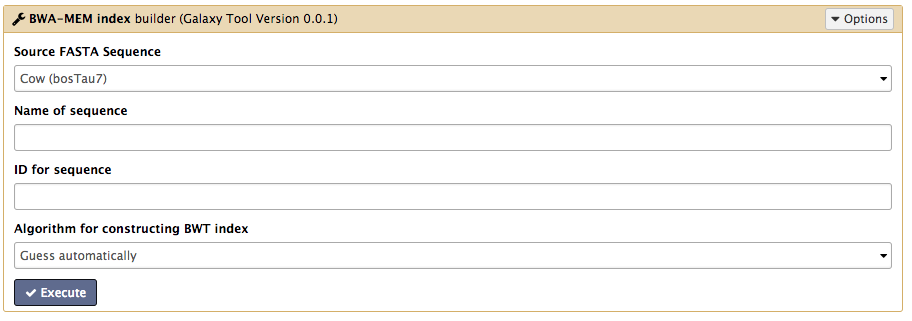 BWA-MEM index builder (Galaxy Tool Version 0.0.1) Options
Source FASTA Sequence
Cow (bosTau7)
Name of sequence
ID for sequence
Algorithm for constructing BWT index
Guess automatically
Execute